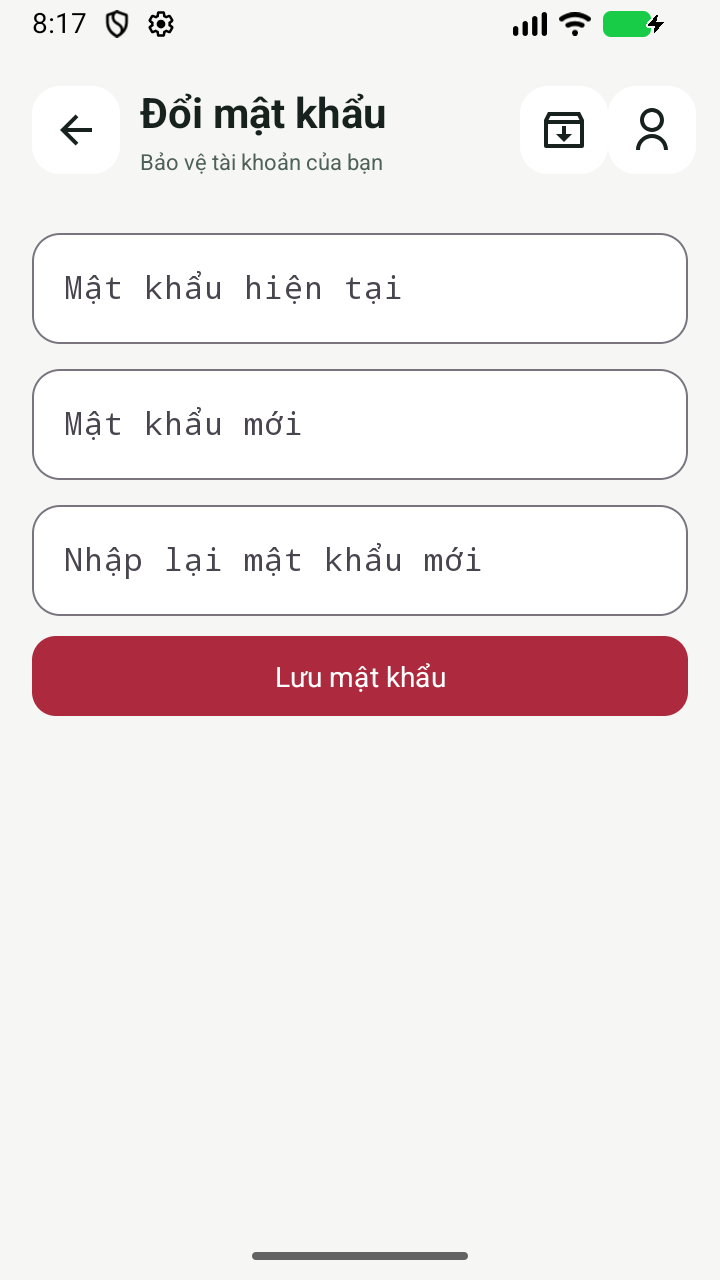 8:17
Đổi mật khẩu
Bảo vệ tài khoản của bạn
Mật khẩu hiện tại
Mật khẩu mới
Nhập lại mật khẩu mới
Lưu mật khẩu